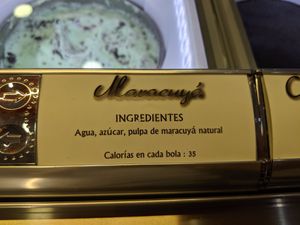 Maracuyá
INGREDIENTES
Agua, azúcar, pulpa de maracuyá natural
Calorías en cada bola : 35
C